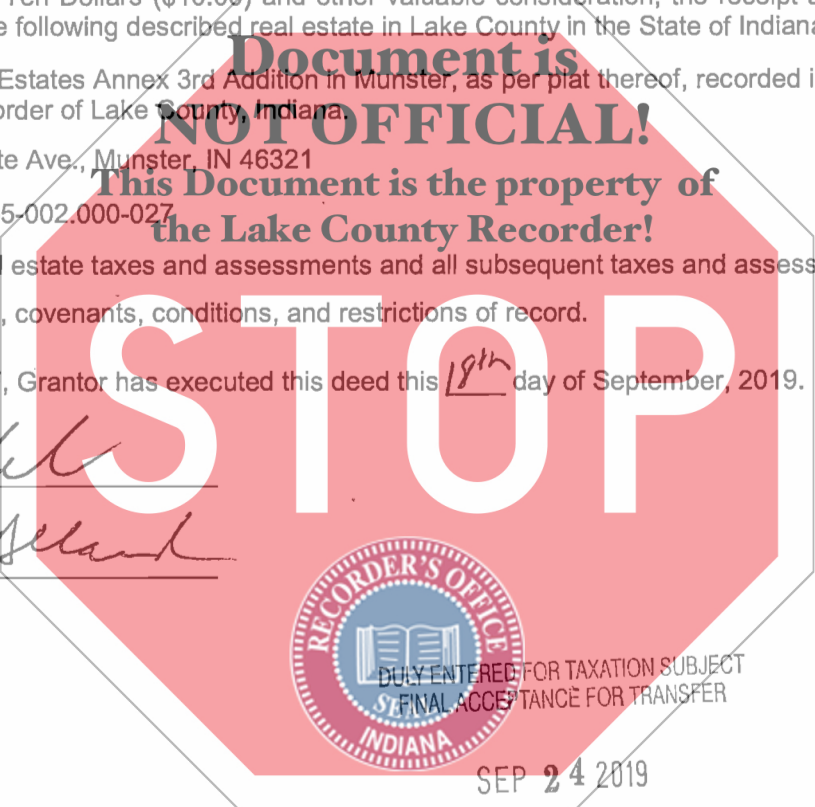 Ten Dollars ($10.00) and other valuable consideration, the receipt
e following described real estate in Lake County in the State of Indiana
Document is
Estates Annex 3rd Addition in Munster, as per plat thereof, recorded i
order of Lake County, Indiana.
NOT OFFICIAL!
te Ave., Munster, IN 46321
This Document is the property of
5-002.000-027
the Lake County Recorder!
l estate taxes and assessments and all subsequent taxes and assess
, covenants, conditions, and restrictions of record.
STOP
, Grantor has executed this deed this 18th day of September, 2019.
RECORDER'S OFFICE
DULY ENTERED FOR TAXATION SUBJECT
FINAL ACCEPTANCE FOR TRANSFER
SEAL
INDIANA
SEP 24 2019